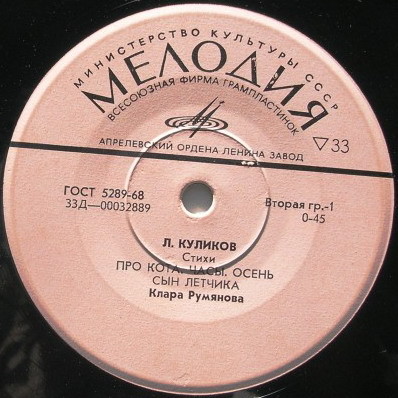 МИНИСТЕРСТВО КУЛЬТУРЫ СССР
МЕЛОДИЯ
ВСЕСОЮЗНАЯ ФИРМА ГРАМПЛАСТИНОК
▽33
АПРЕЛЕВСКИЙ ОРДЕНА ЛЕНИНА ЗАВОД
ГОСТ 5289-68
33Д—00032889
Вторая гр.-1
0-45
Л. КУЛИКОВ
Стихи
ПРО КОТА. ЧАСЫ. ОСЕНЬ
СЫН ЛЕТЧИКА
Клара Румянова